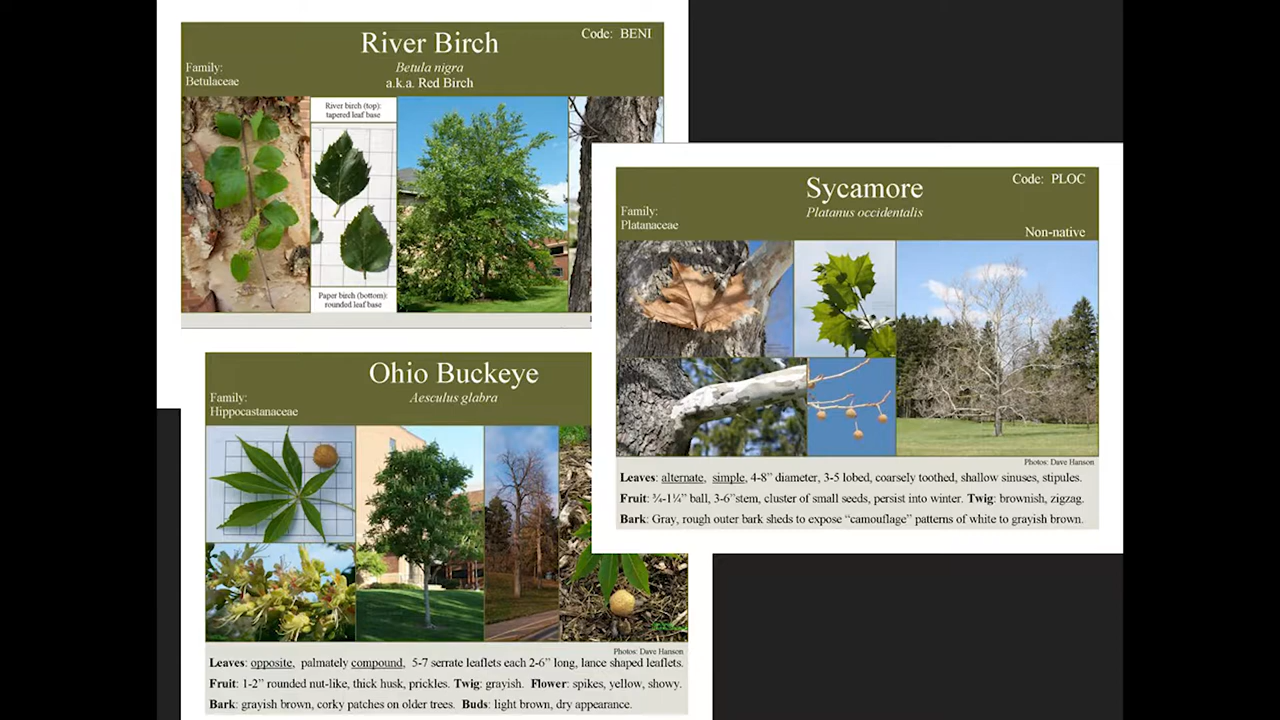 River Birch
Code: BENI
Betula nigra
a.k.a. Red Birch
Family:
Betulaceae
River birch (top):
tapered leaf base
Paper birch (bottom):
rounded leaf base
Sycamore
Code: PLOC
Platanus occidentalis
Family:
Platanaceae
Non-native
Photos: Dave Hanson
Leaves: alternate, simple, 4-8” diameter, 3-5 lobed, coarsely toothed, shallow sinuses, stipules.
Fruit: ¾-1¼” ball, 3-6”stem, cluster of small seeds, persist into winter. Twig: brownish, zigzag.
Bark: Gray, rough outer bark sheds to expose “camouflage” patterns of white to grayish brown.
Ohio Buckeye
Aesculus glabra
Family:
Hippocastanaceae
Photos: Dave Hanson
Leaves: opposite, palmately compound, 5-7 serrate leaflets each 2-6” long, lance shaped leaflets.
Fruit: 1-2” rounded nut-like, thick husk, prickles. Twig: grayish. Flower: spikes, yellow, showy.
Bark: grayish brown, corky patches on older trees. Buds: light brown, dry appearance.